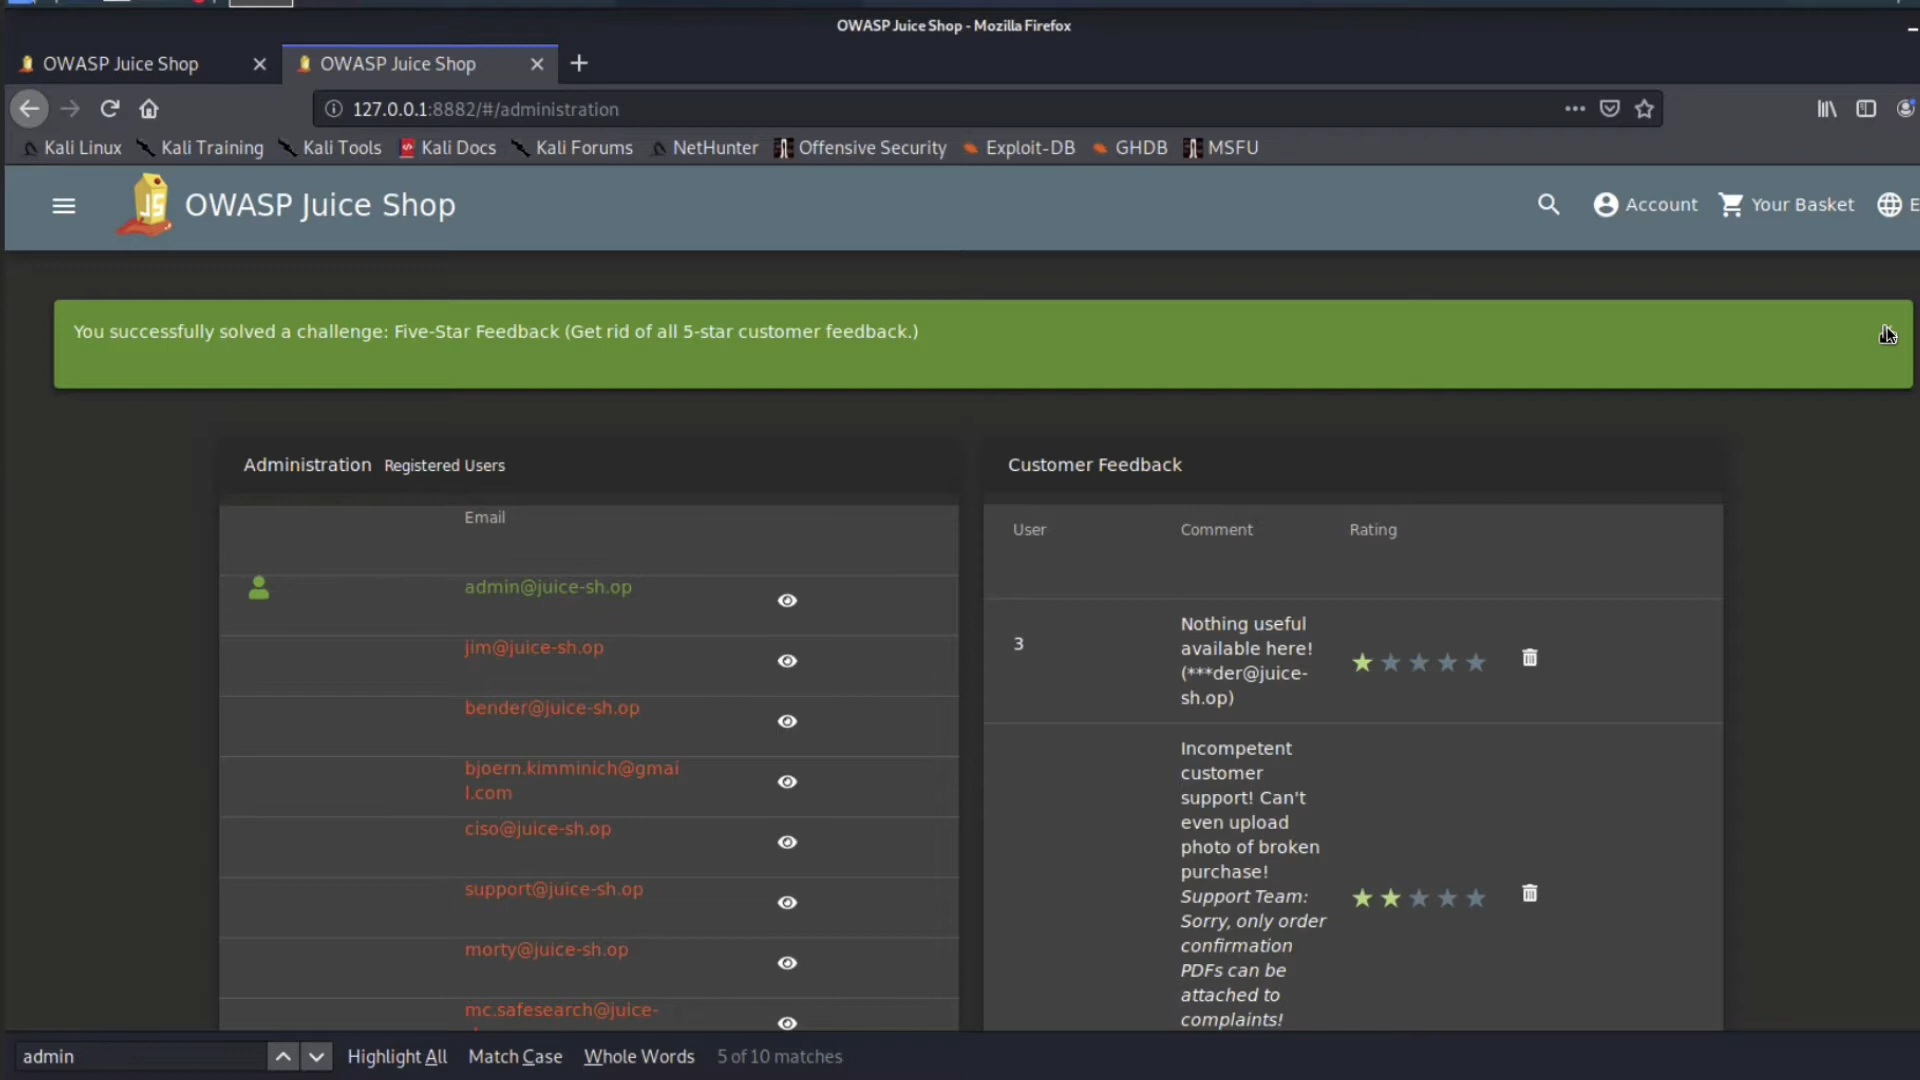 OWASP Juice Shop - Mozilla Firefox
OWASP Juice Shop
OWASP Juice Shop
127.0.0.1:8882/#/administration
Kali Linux Kali Training Kali Tools Kali Docs Kali Forums NetHunter Offensive Security Exploit-DB GHDB MSFU
JS
OWASP Juice Shop
Account
Your Basket
E
You successfully solved a challenge: Five-Star Feedback (Get rid of all 5-star customer feedback.)
Administration Registered Users
Email
admin@juice-sh.op
jim@juice-sh.op
bender@juice-sh.op
bjoern.kimminich@gmai
l.com
ciso@juice-sh.op
support@juice-sh.op
morty@juice-sh.op
mc.safesearch@juice-
Customer Feedback
User Comment Rating
3
Nothing useful
available here!
(***der@juice-
sh.op)
Incompetent
customer
support! Can't
even upload
photo of broken
purchase!
Support Team:
Sorry, only order
confirmation
PDFs can be
attached to
complaints!
admin
Highlight All Match Case Whole Words 5 of 10 matches